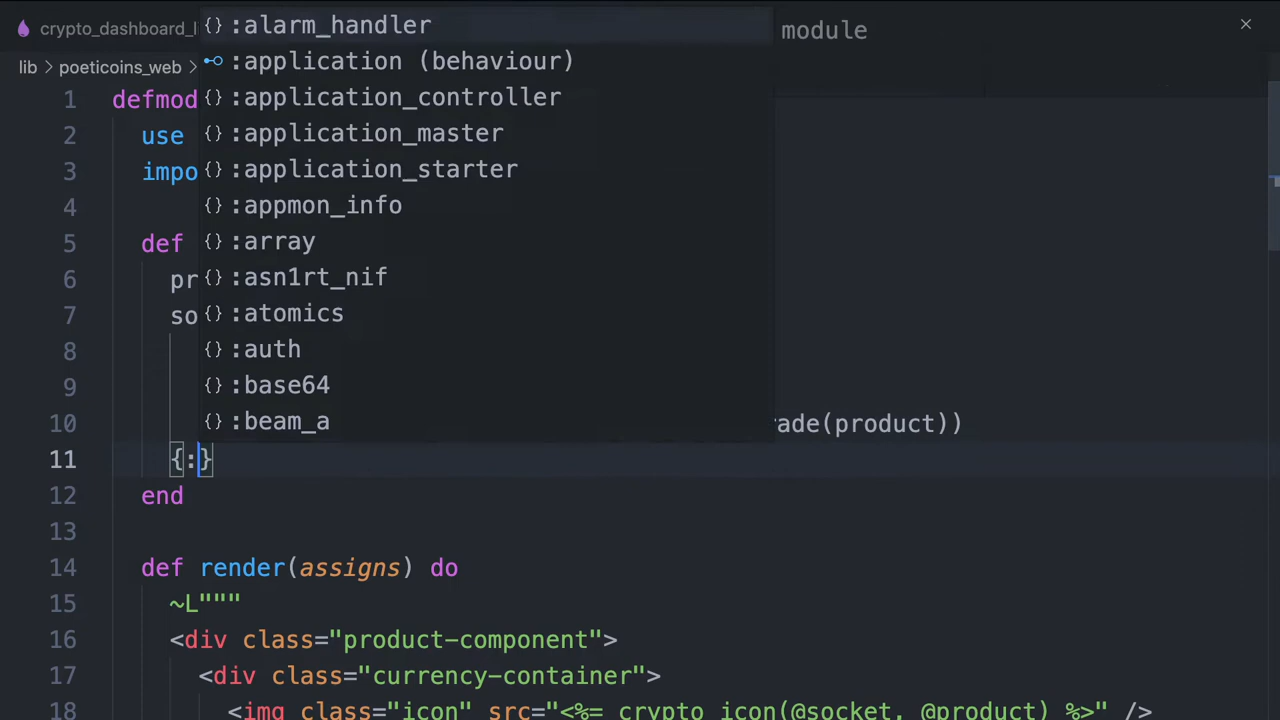 crypto_dashboard_l
module
lib > poeticoins_web >
:alarm_handler
:application (behaviour)
:application_controller
:application_master
:application_starter
:appmon_info
:array
:asn1rt_nif
:atomics
:auth
:base64
:beam_a
1 defmod
2 use
3 impo
4
5 def
6 pr
7 so
8
9
10 rade(product))
11 {:}
12 end
13
14 def render(assigns) do
15 ~L"""
16 <div class="product-component">
17 <div class="currency-container">
18 <img class="icon" src="<%= crypto_icon(@socket, @product) %>" />